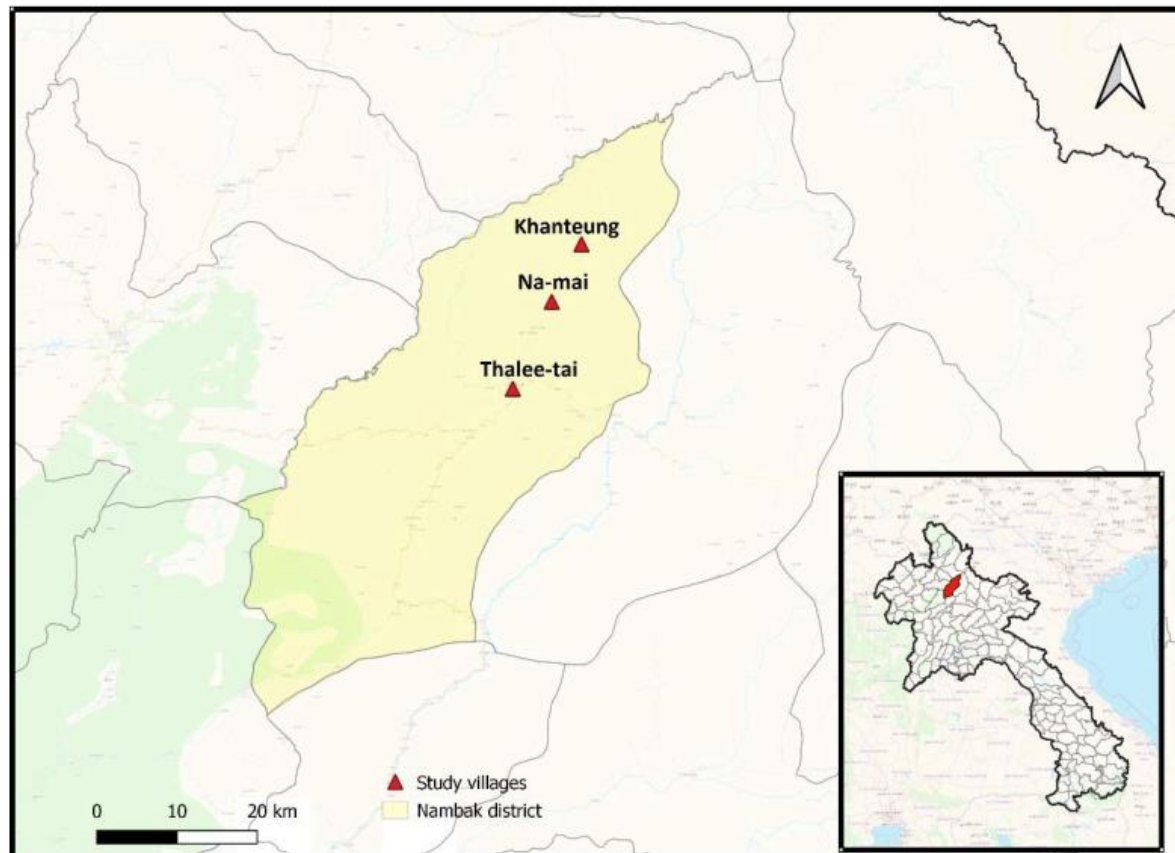 Khanteung
Na-mai
Thalee-tai
Study villages
Nambak district
0 10 20 km